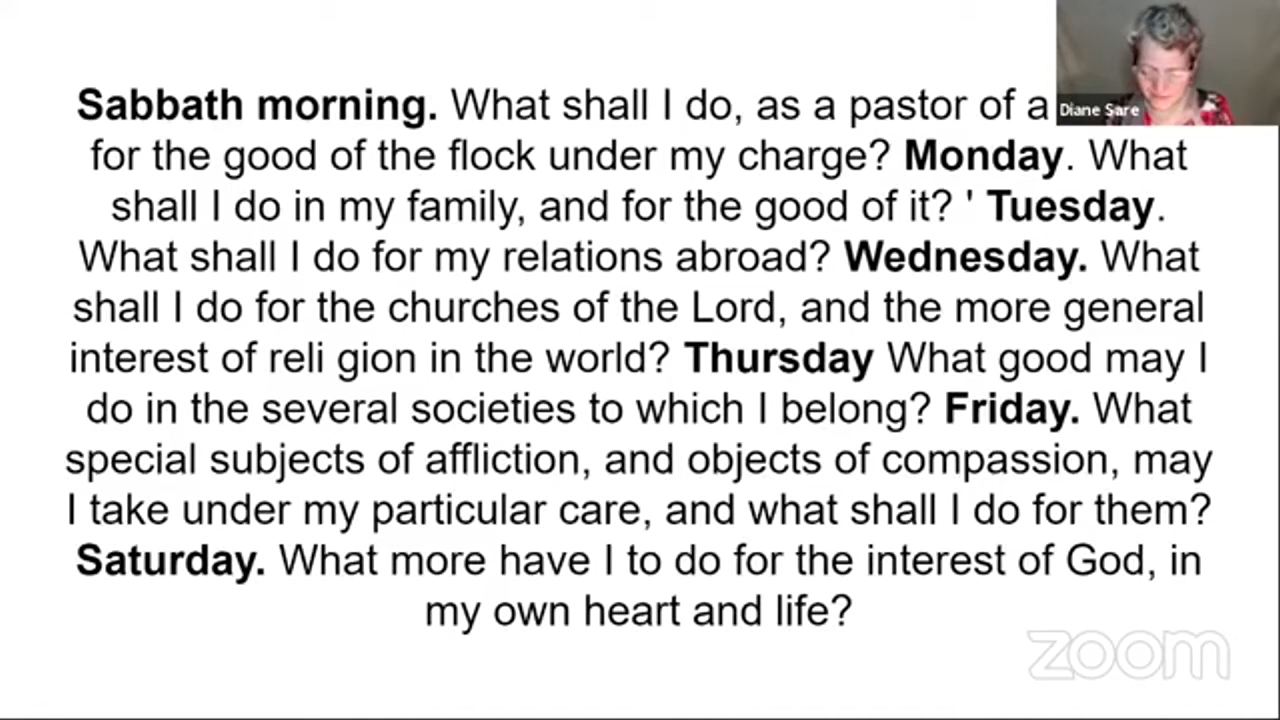 Sabbath morning. What shall I do, as a pastor of a
for the good of the flock under my charge? Monday. What
shall I do in my family, and for the good of it? ' Tuesday.
What shall I do for my relations abroad? Wednesday. What
shall I do for the churches of the Lord, and the more general
interest of reli gion in the world? Thursday What good may I
do in the several societies to which I belong? Friday. What
special subjects of affliction, and objects of compassion, may
I take under my particular care, and what shall I do for them?
Saturday. What more have I to do for the interest of God, in
my own heart and life?
Diane Sare
zoom